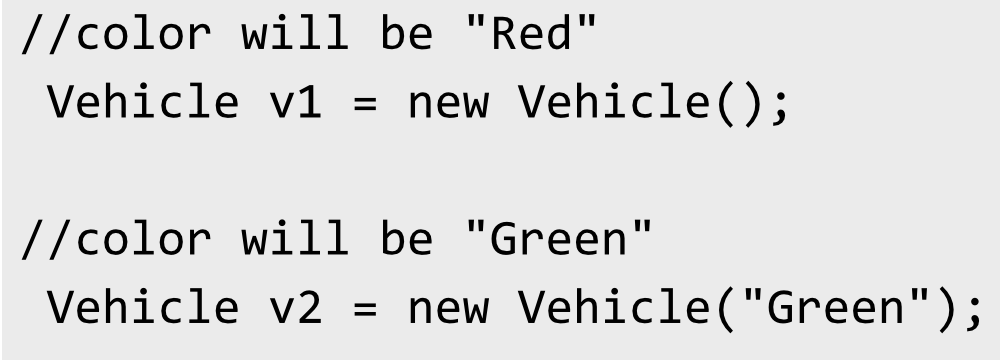 //color will be "Red"
Vehicle v1 = new Vehicle();
//color will be "Green"
Vehicle v2 = new Vehicle("Green");